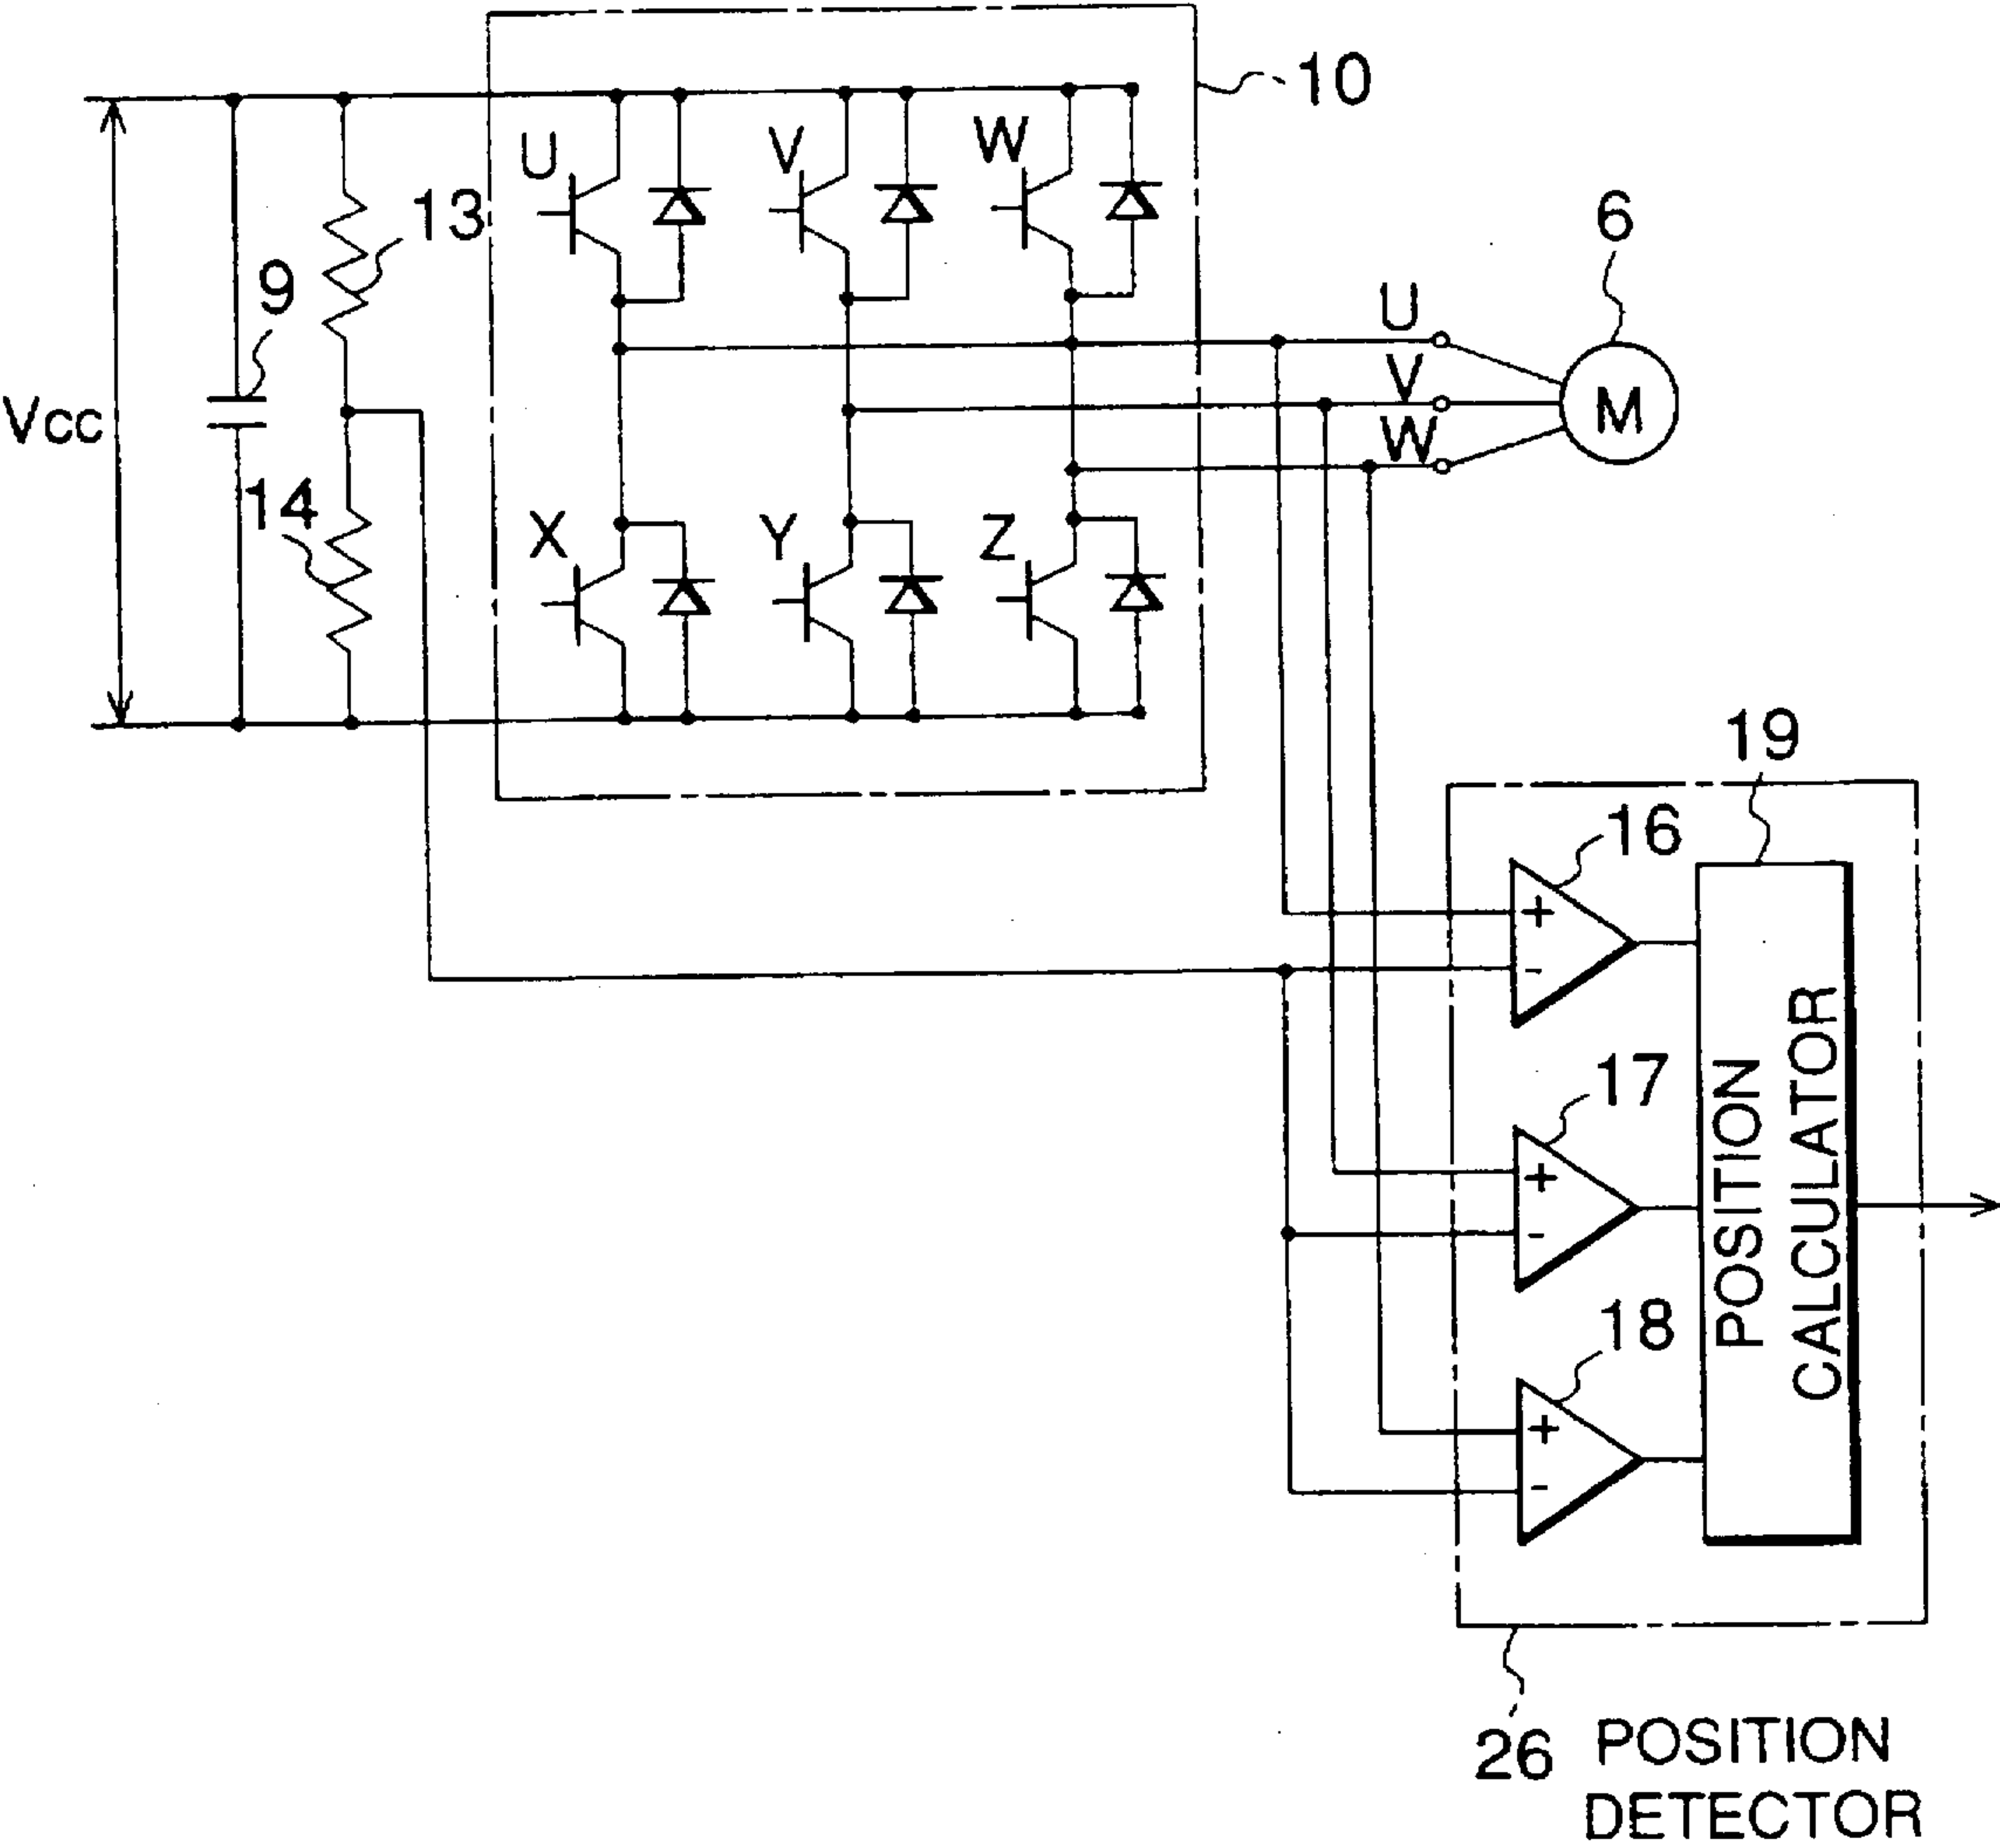 10
U
V
W
13
6
9
U
V
M
W
Vcc
14
X
Y
Z
19
16
+
-
17
+
-
POSITION
CALCULATOR
18
+
-
26 POSITION
DETECTOR